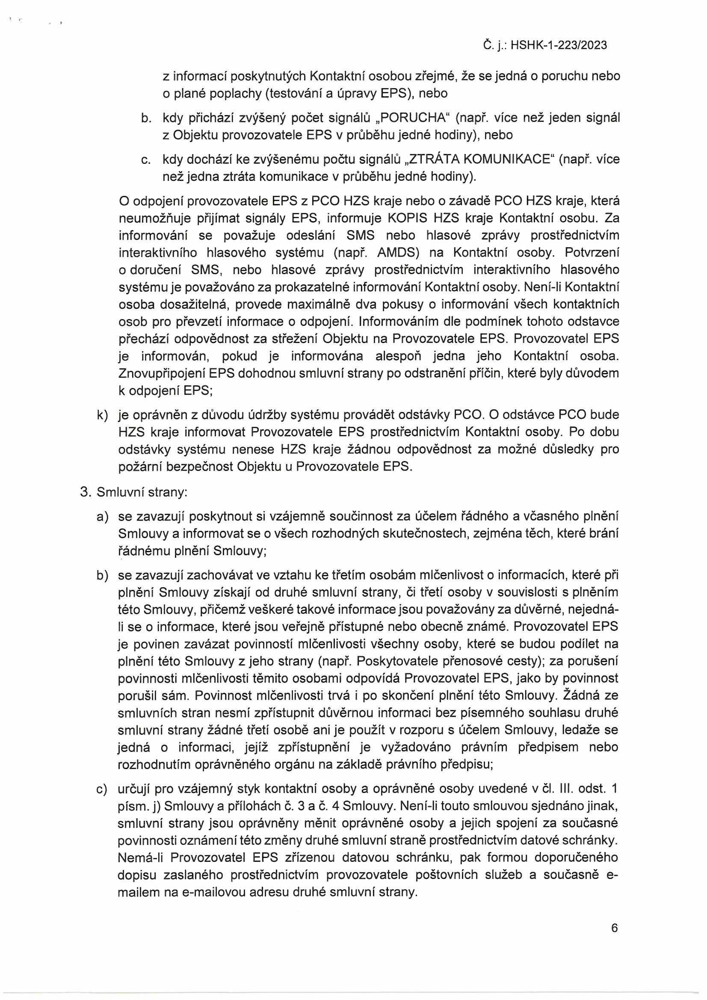 Č. j.: HSHK-1-223/2023
z informací poskytnutých Kontaktní osobou zřejmé, že se jedná o poruchu nebo
o plané poplachy (testování a úpravy EPS), nebo
b. kdy přichází zvýšený počet signálů „PORUCHA“ (např. více než jeden signál
z Objektu provozovatele EPS v průběhu jedné hodiny), nebo
c. kdy dochází ke zvýšenému počtu signálů „ZTRÁTA KOMUNIKACE“ (např. více
než jedna ztráta komunikace v průběhu jedné hodiny).
O odpojení provozovatele EPS z PCO HZS kraje nebo o závadě PCO HZS kraje, která
neumožňuje přijímat signály EPS, informuje KOPIS HZS kraje Kontaktní osobu. Za
informování se považuje odeslání SMS nebo hlasové zprávy prostřednictvím
interaktivního hlasového systému (např. AMDS) na Kontaktní osoby. Potvrzení
o doručení SMS, nebo hlasové zprávy prostřednictvím interaktivního hlasového
systému je považováno za prokazatelné informování Kontaktní osoby. Není-li Kontaktní
osoba dosažitelná, provede maximálně dva pokusy o informování všech kontaktních
osob pro převzetí informace o odpojení. Informováním dle podmínek tohoto odstavce
přechází odpovědnost za střežení Objektu na Provozovatele EPS. Provozovatel EPS
je informován, pokud je informována alespoň jedna jeho Kontaktní osoba.
Znovupřipojení EPS dohodnou smluvní strany po odstranění příčin, které byly důvodem
k odpojení EPS;
k) je oprávněn z důvodu údržby systému provádět odstávky PCO. O odstávce PCO bude
HZS kraje informovat Provozovatele EPS prostřednictvím Kontaktní osoby. Po dobu
odstávky systému nenese HZS kraje žádnou odpovědnost za možné důsledky pro
požární bezpečnost Objektu u Provozovatele EPS.
3. Smluvní strany:
a) se zavazují poskytnout si vzájemně součinnost za účelem řádného a včasného plnění
Smlouvy a informovat se o všech rozhodných skutečnostech, zejména těch, které brání
řádnému plnění Smlouvy;
b) se zavazují zachovávat ve vztahu ke třetím osobám mlčenlivost o informacích, které při
plnění Smlouvy získají od druhé smluvní strany, či třetí osoby v souvislosti s plněním
této Smlouvy, přičemž veškeré takové informace jsou považovány za důvěrné, nejedná-
li se o informace, které jsou veřejně přístupné nebo obecně známé. Provozovatel EPS
je povinen zavázat povinností mlčenlivosti všechny osoby, které se budou podílet na
plnění této Smlouvy z jeho strany (např. Poskytovatele přenosové cesty); za porušení
povinnosti mlčenlivosti těmito osobami odpovídá Provozovatel EPS, jako by povinnost
porušil sám. Povinnost mlčenlivosti trvá i po skončení plnění této Smlouvy. Žádná ze
smluvních stran nesmí zpřístupnit důvěrnou informaci bez písemného souhlasu druhé
smluvní strany žádné třetí osobě ani je použít v rozporu s účelem Smlouvy, ledaže se
jedná o informaci, jejíž zpřístupnění je vyžadováno právním předpisem nebo
rozhodnutím oprávněného orgánu na základě právního předpisu;
c) určují pro vzájemný styk kontaktní osoby a oprávněné osoby uvedené v čl. III. odst. 1
písm. j) Smlouvy a přílohách č. 3 a č. 4 Smlouvy. Není-li touto smlouvou sjednáno jinak,
smluvní strany jsou oprávněny měnit oprávněné osoby a jejich spojení za současné
povinnosti oznámení této změny druhé smluvní straně prostřednictvím datové schránky.
Nemá-li Provozovatel EPS zřízenou datovou schránku, pak formou doporučeného
dopisu zaslaného prostřednictvím provozovatele poštovních služeb a současně e-
mailem na e-mailovou adresu druhé smluvní strany.
6